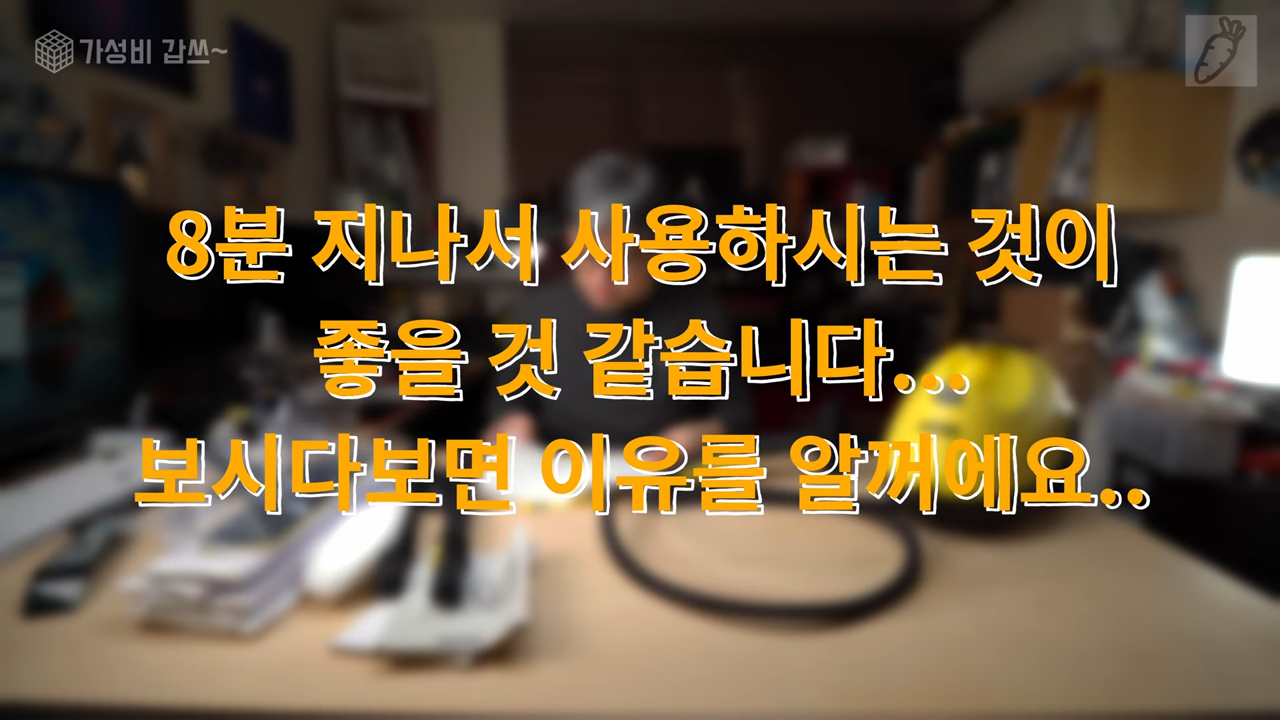 가성비 갑쓰~
8분 지나서 사용하시는 것이
좋을 것 같습니다...
보시다보면 이유를 알꺼에요..